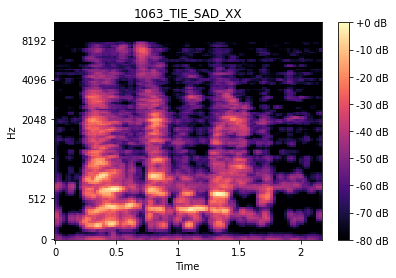 1063_TIE_SAD_XX
Hz
8192
4096
2048
1024
512
0
0
0.5
1
1.5
2
Time
+0 dB
-10 dB
-20 dB
-30 dB
-40 dB
-50 dB
-60 dB
-70 dB
-80 dB